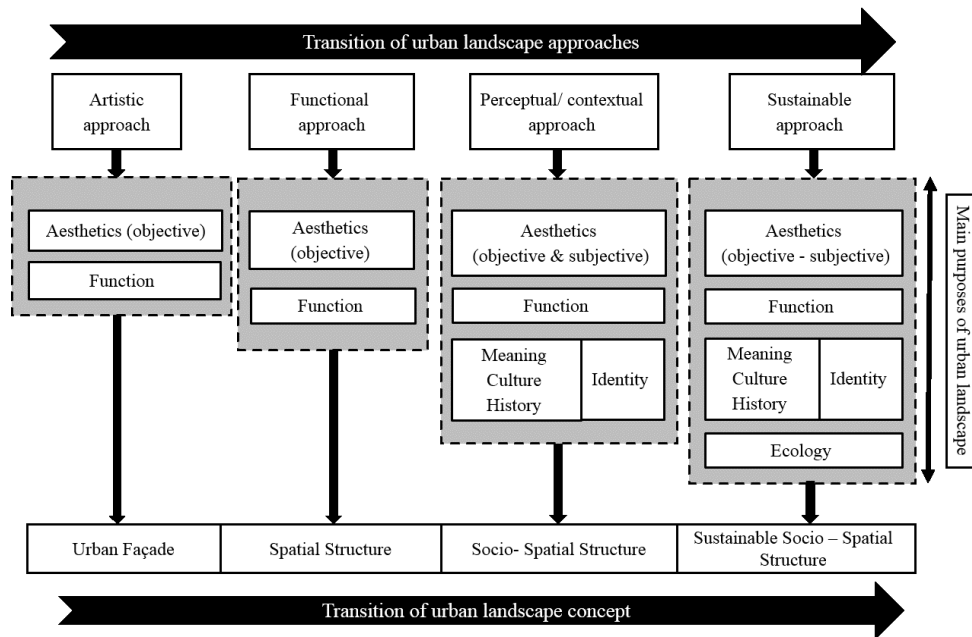 Transition of urban landscape approaches
Artistic
approach
Functional
approach
Perceptual/ contextual
approach
Sustainable
approach
Aesthetics (objective)
Function
Aesthetics
(objective)
Function
Aesthetics
(objective & subjective)
Function
Meaning
Culture
History
Identity
Aesthetics
(objective - subjective)
Function
Meaning
Culture
History
Identity
Ecology
Main purposes of urban landscape
Urban Façade
Spatial Structure
Socio- Spatial Structure
Sustainable Socio – Spatial
Structure
Transition of urban landscape concept